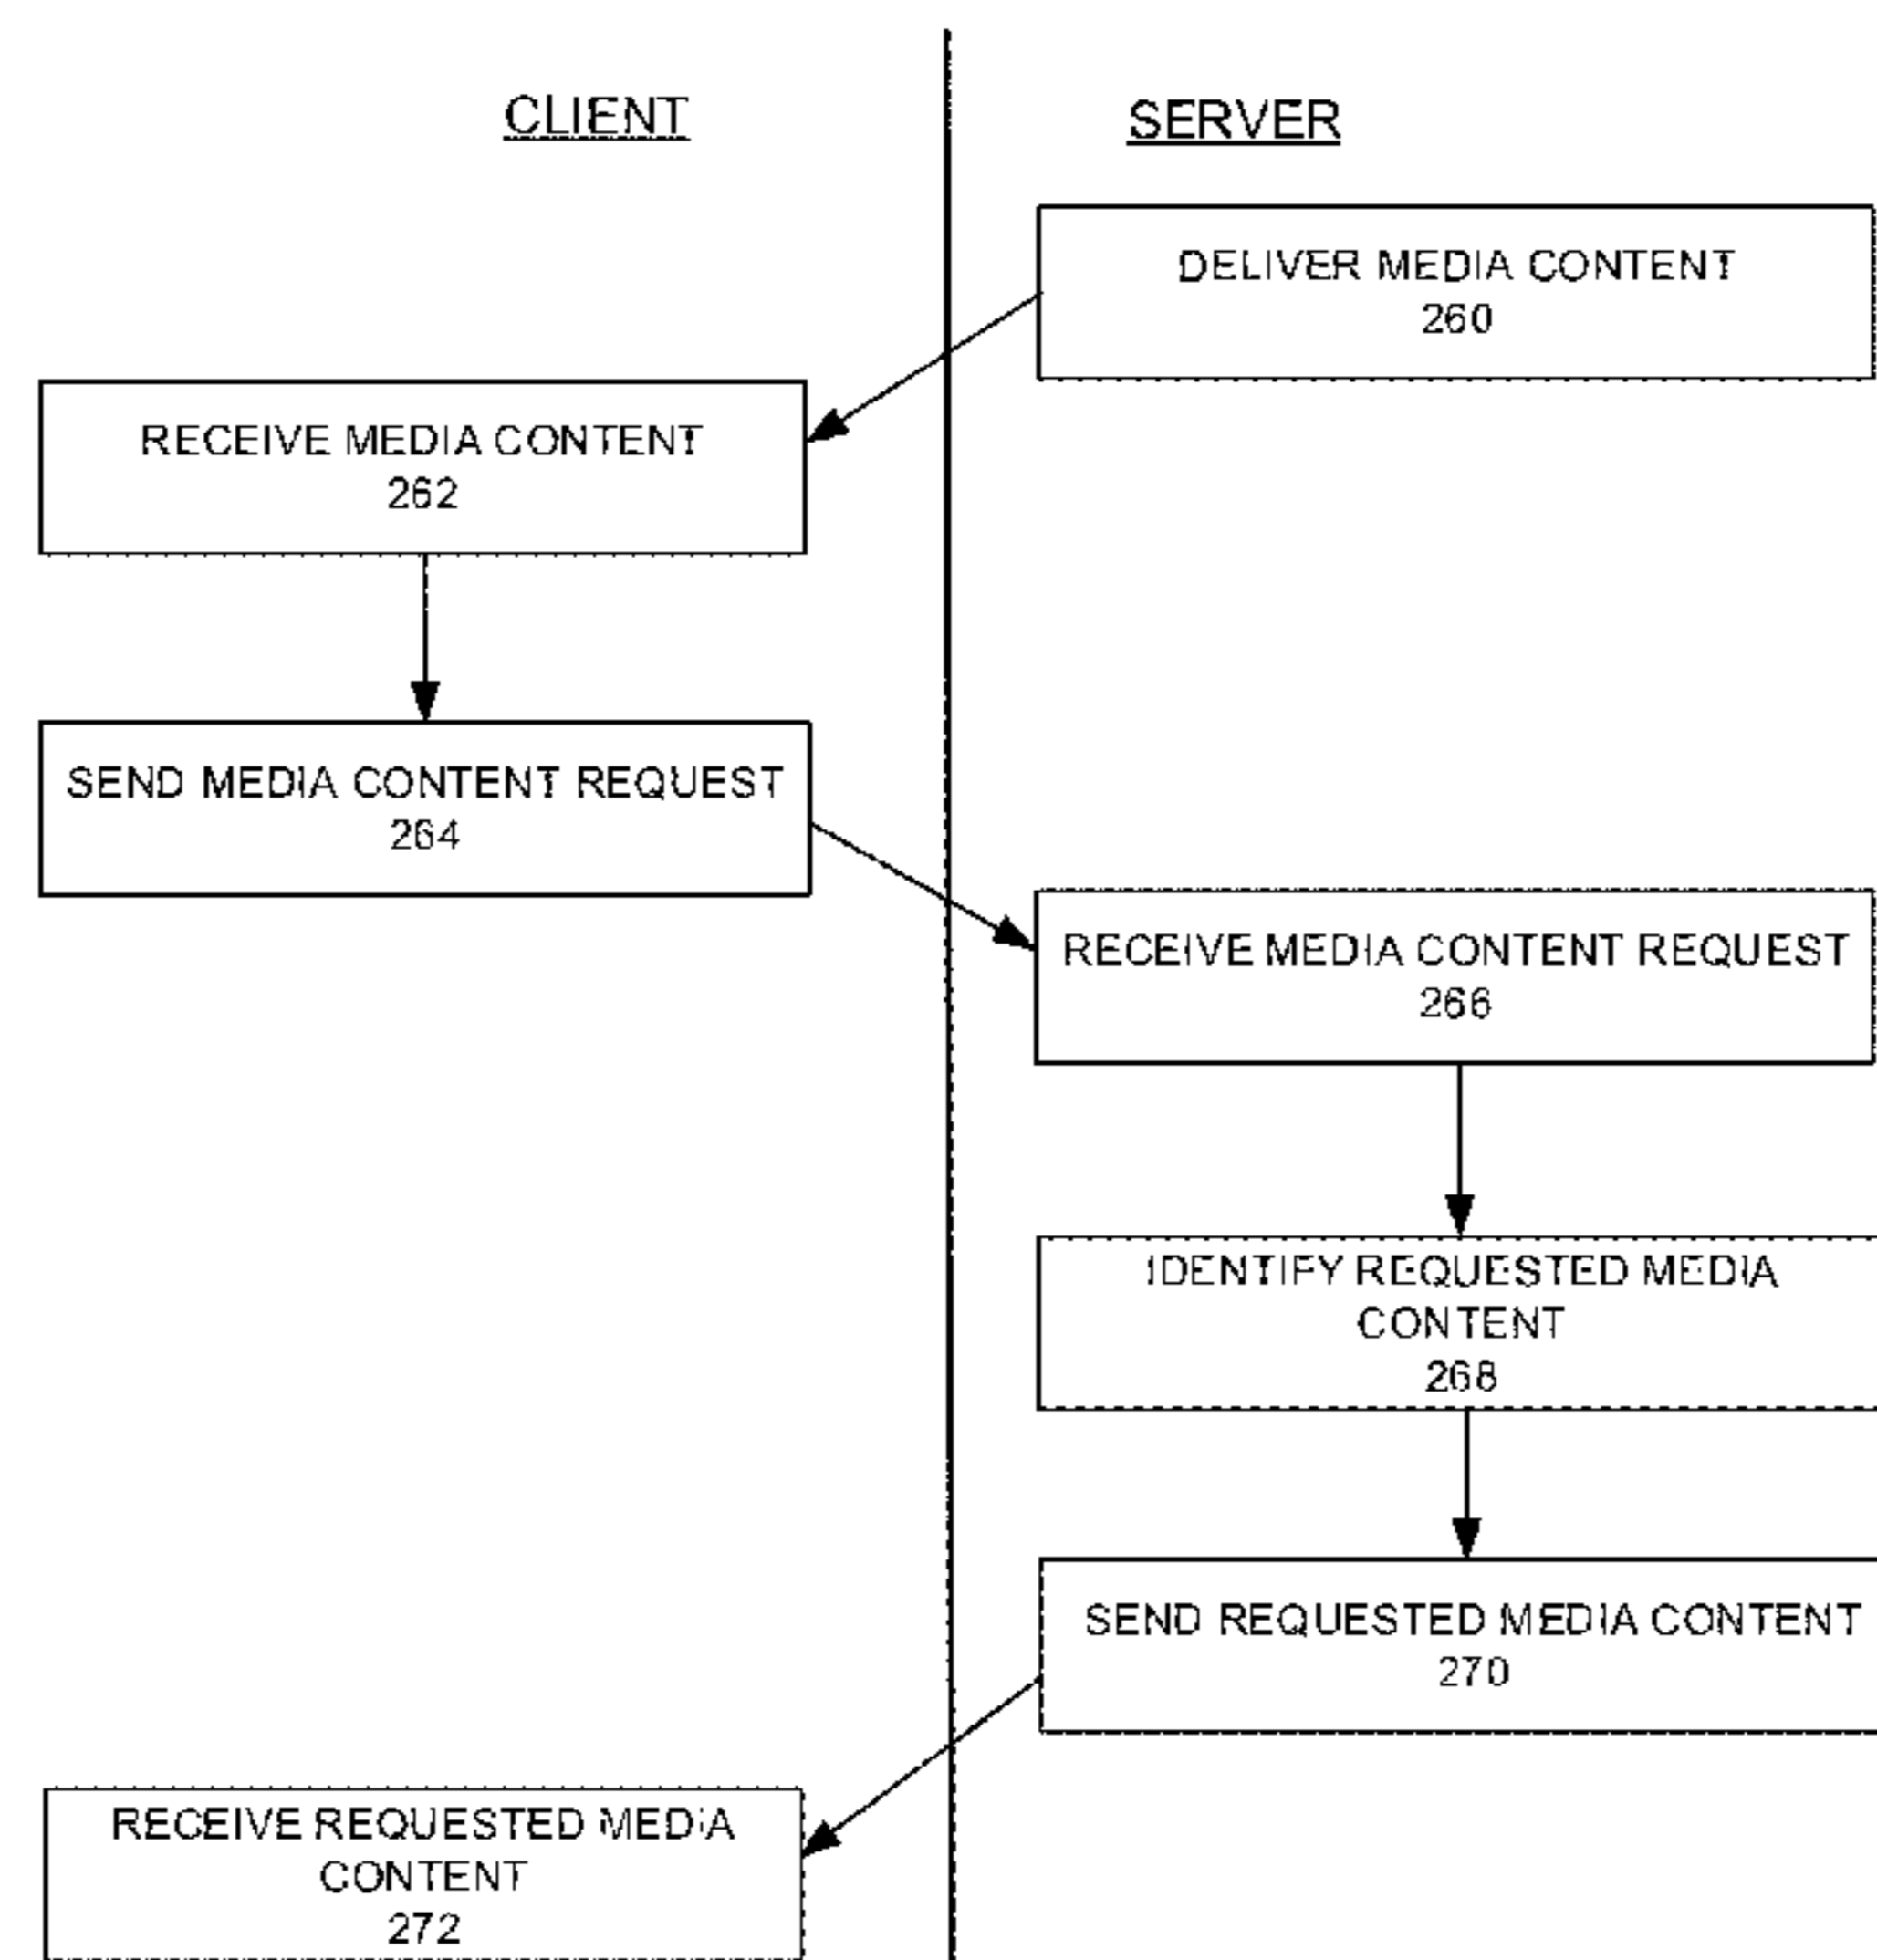 CLIENT
SERVER
DELIVER MEDIA CONTENT
260
RECEIVE MEDIA CONTENT
262
SEND MEDIA CONTENT REQUEST
264
RECEIVE MEDIA CONTENT REQUEST
266
IDENTIFY REQUESTED MEDIA
CONTENT
268
SEND REQUESTED MEDIA CONTENT
270
RECEIVE REQUESTED MEDIA
CONTENT
272